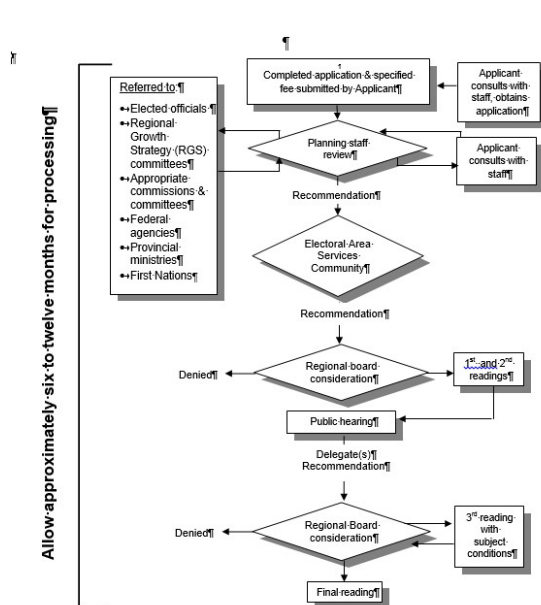 ¶
¶
Allow·approximately·six·to·twelve·months·for·processing¶
Referred·to:¶
Elected·officials·¶
Regional·
Growth·
Strategy·(RGS)·
committees¶
Appropriate·
commissions·&·
committees¶
Federal·
agencies¶
Provincial·
ministries¶
First·Nations¶
Completed·application·&·specified·
fee·submitted·by·Applicant¶
Applicant·
consults·with·
staff,·obtains·
application¶
Planning·staff·
review¶
Applicant·
consults·with·
staff¶
Recommendation¶
Electoral·Area·
Services·
Community¶
Recommendation¶
Denied¶
Regional·board·
consideration¶
1st·and·2nd·
readings¶
Public·hearing¶
Delegate(s)¶
Recommendation¶
Denied¶
Regional·Board·
consideration¶
3rd·reading·
with·
subject·
conditions¶
Final·reading¶